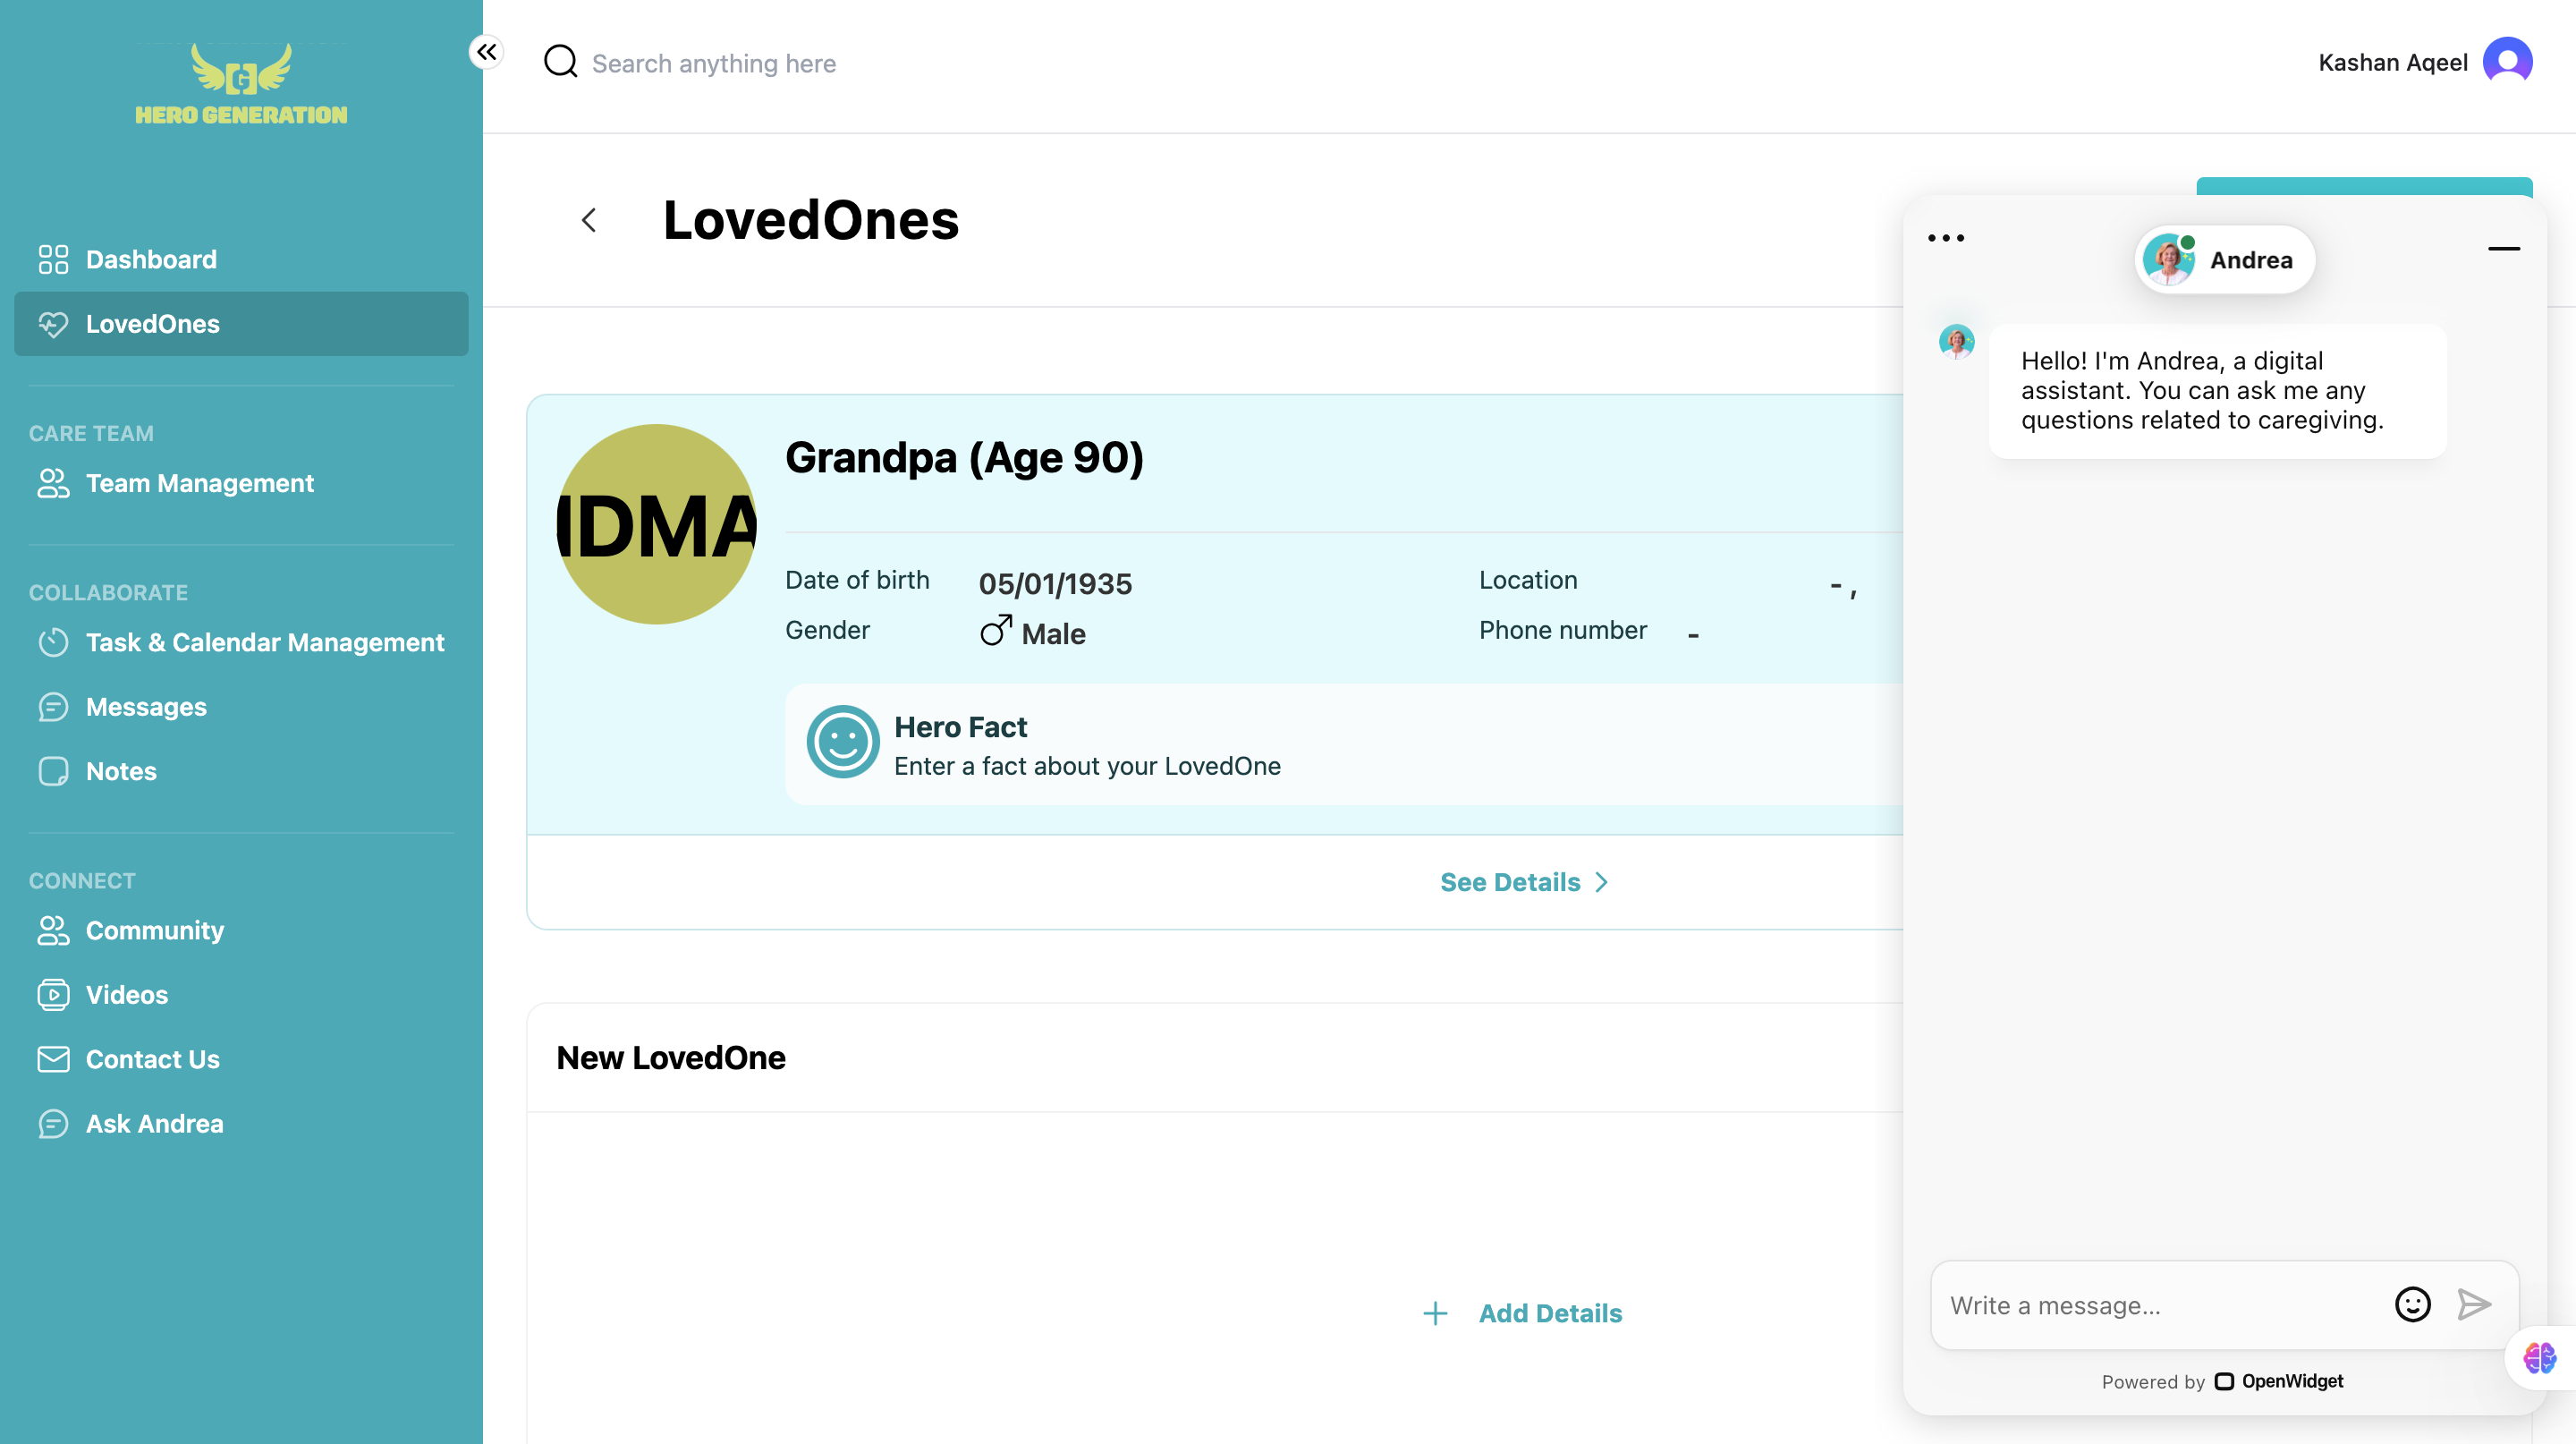 G
HERO GENERATION
Dashboard
LovedOnes
CARE TEAM
Team Management
COLLABORATE
Task & Calendar Management
Messages
Notes
CONNECT
Community
Videos
Contact Us
Ask Andrea
Search anything here
Kashan Aqeel
LovedOnes
NDMA
Grandpa (Age 90)
Date of birth 05/01/1935
Gender Male
Location - ,
Phone number -
Hero Fact
Enter a fact about your LovedOne
See Details
New LovedOne
Add Details
Andrea
Hello! I'm Andrea, a digital
assistant. You can ask me any
questions related to caregiving.
Write a message...
Powered by OpenWidget